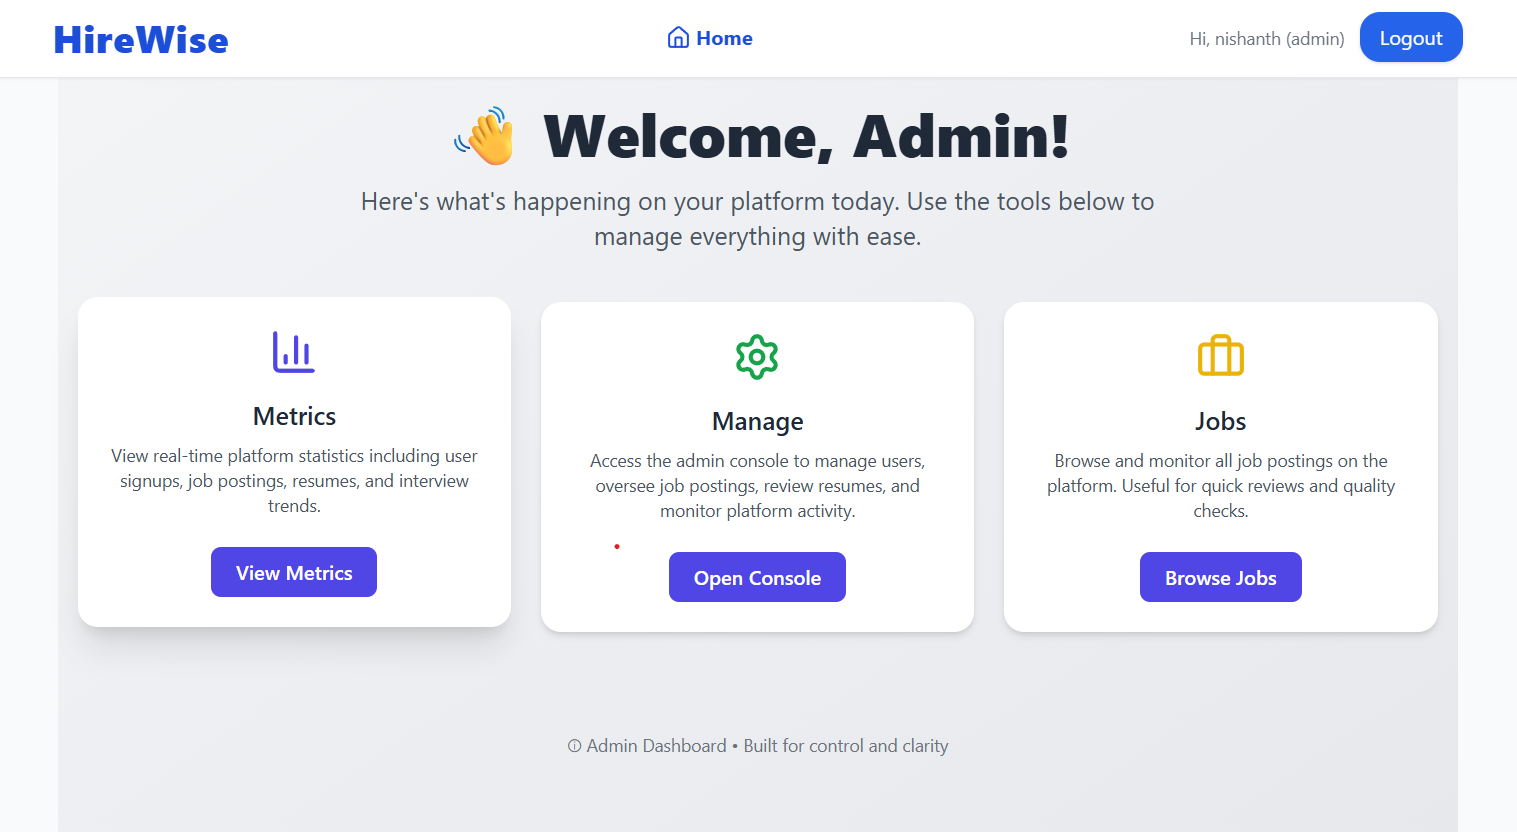 HireWise
Home
Hi, nishanth (admin)
Logout
👋 Welcome, Admin!
Here's what's happening on your platform today. Use the tools below to
manage everything with ease.
Metrics
View real-time platform statistics including user
signups, job postings, resumes, and interview
trends.
View Metrics
Manage
Access the admin console to manage users,
oversee job postings, review resumes, and
monitor platform activity.
Open Console
Jobs
Browse and monitor all job postings on the
platform. Useful for quick reviews and quality
checks.
Browse Jobs
ⓘ Admin Dashboard • Built for control and clarity